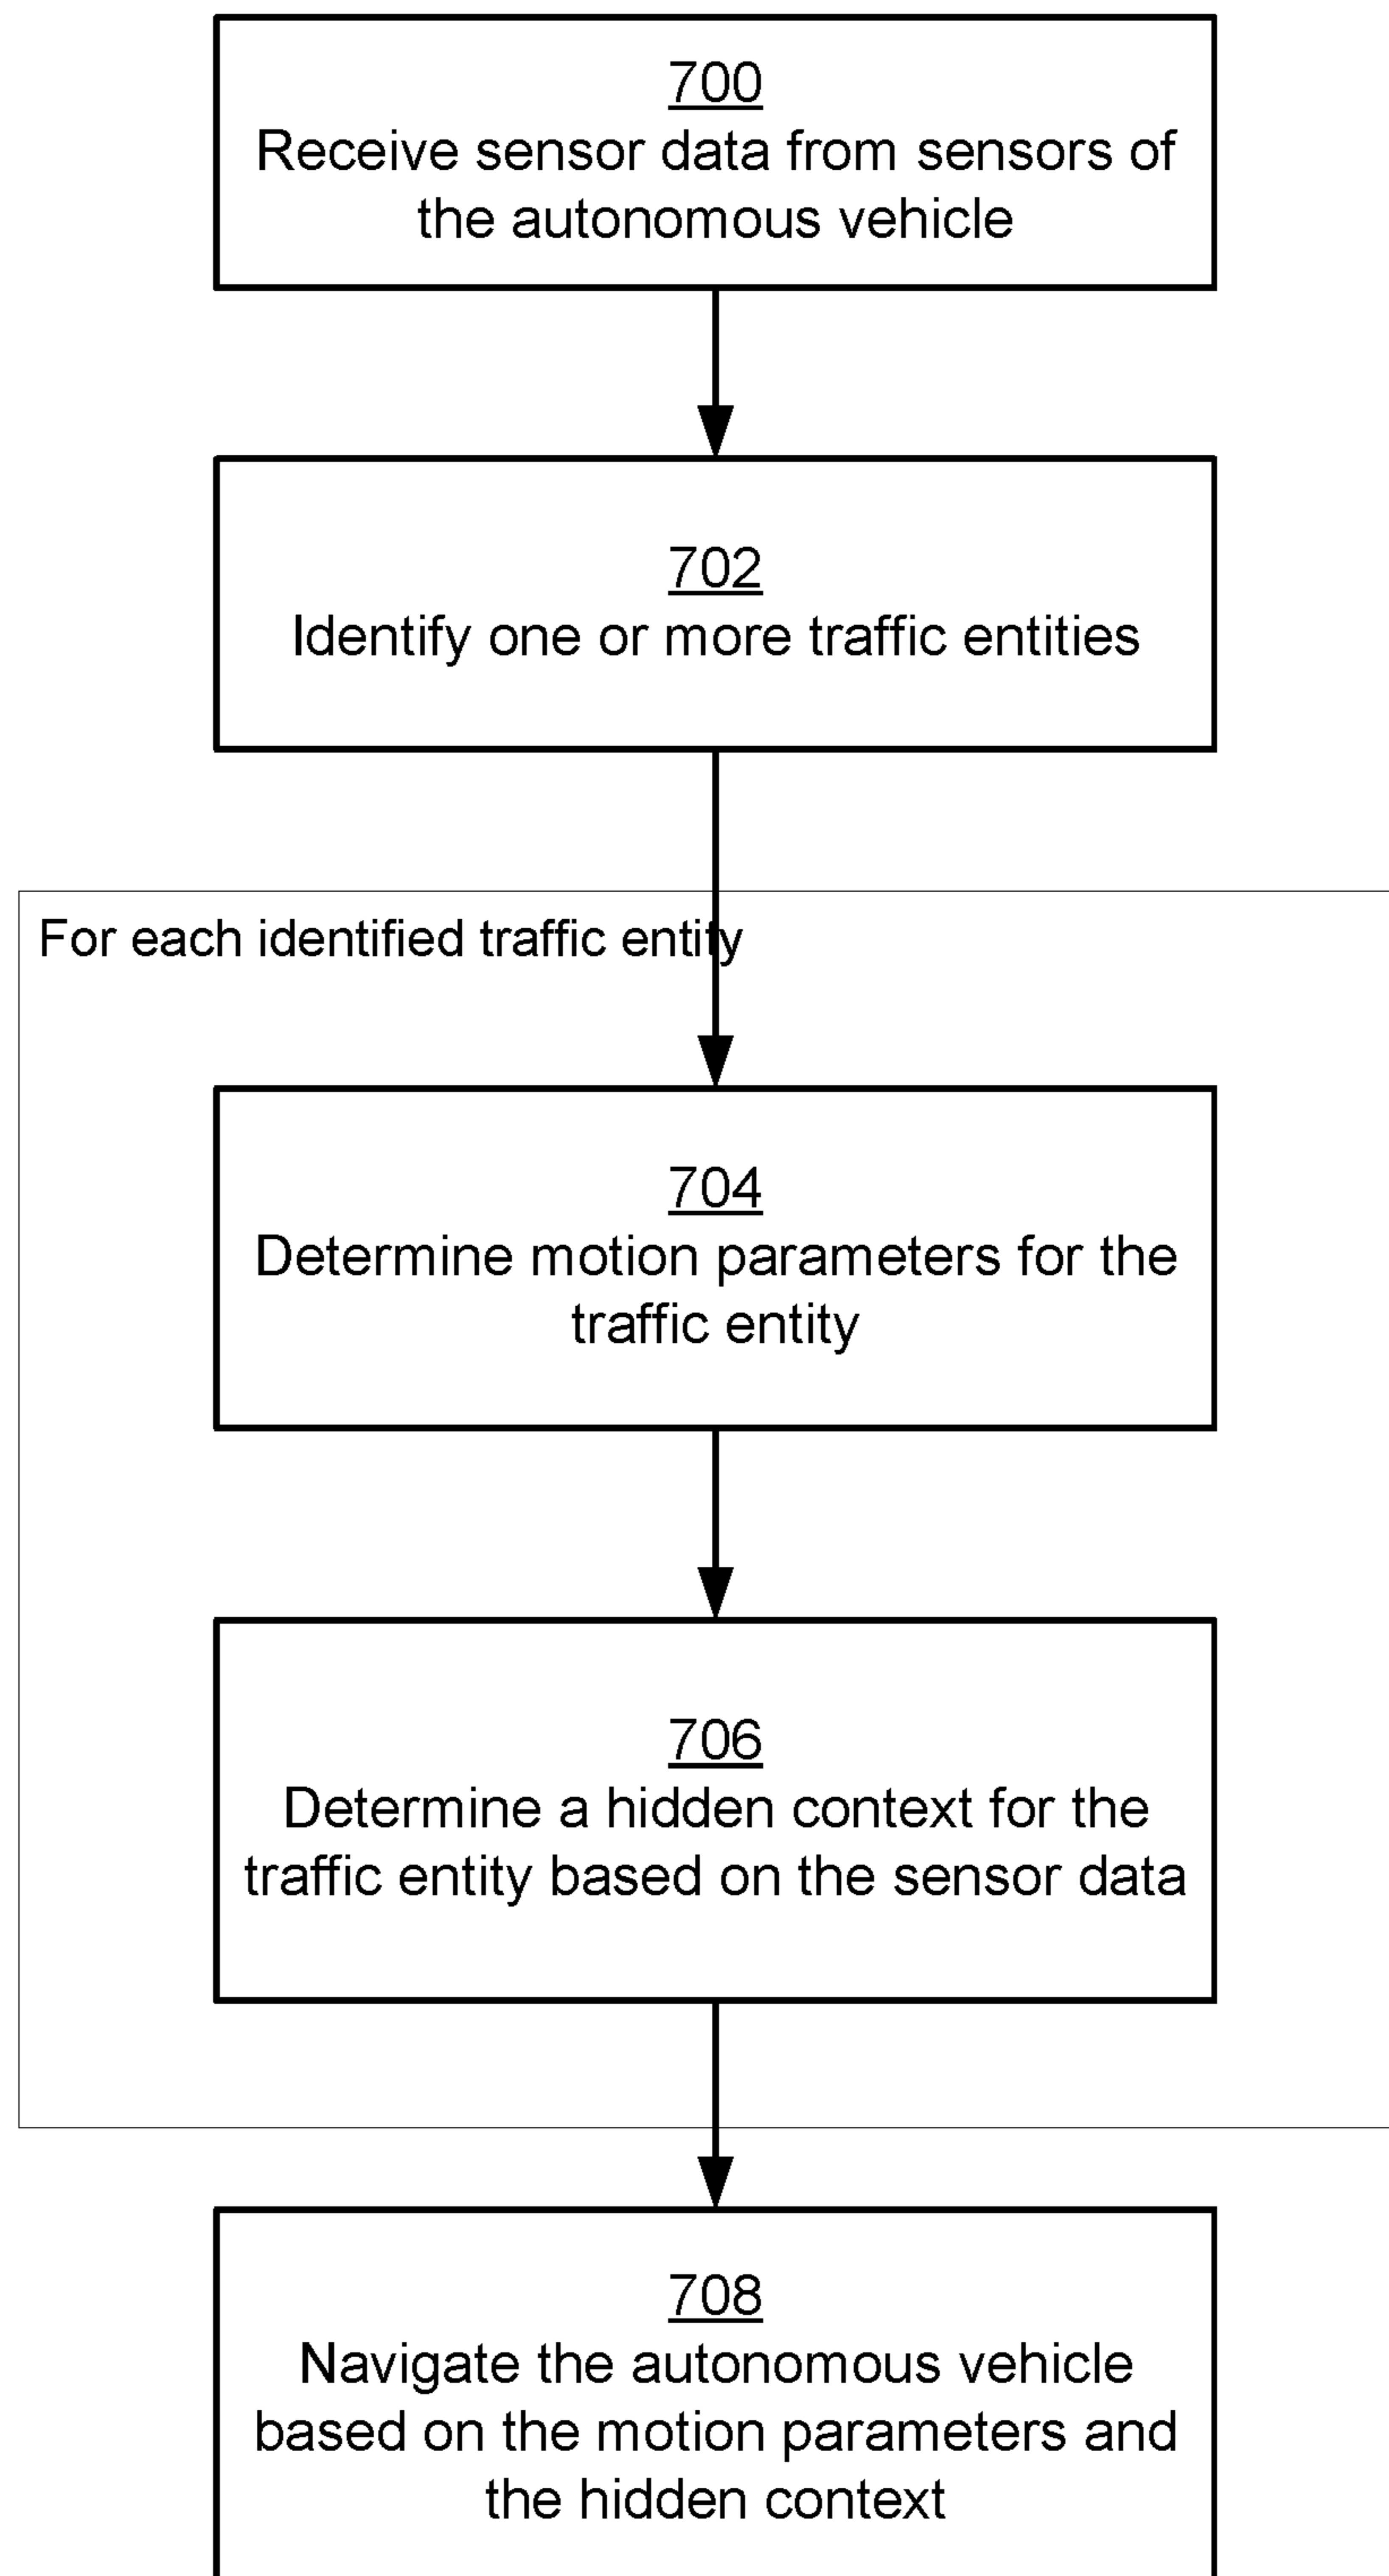 700
Receive sensor data from sensors of
the autonomous vehicle
702
Identify one or more traffic entities
For each identified traffic entity
704
Determine motion parameters for the
traffic entity
706
Determine a hidden context for the
traffic entity based on the sensor data
708
Navigate the autonomous vehicle
based on the motion parameters and
the hidden context